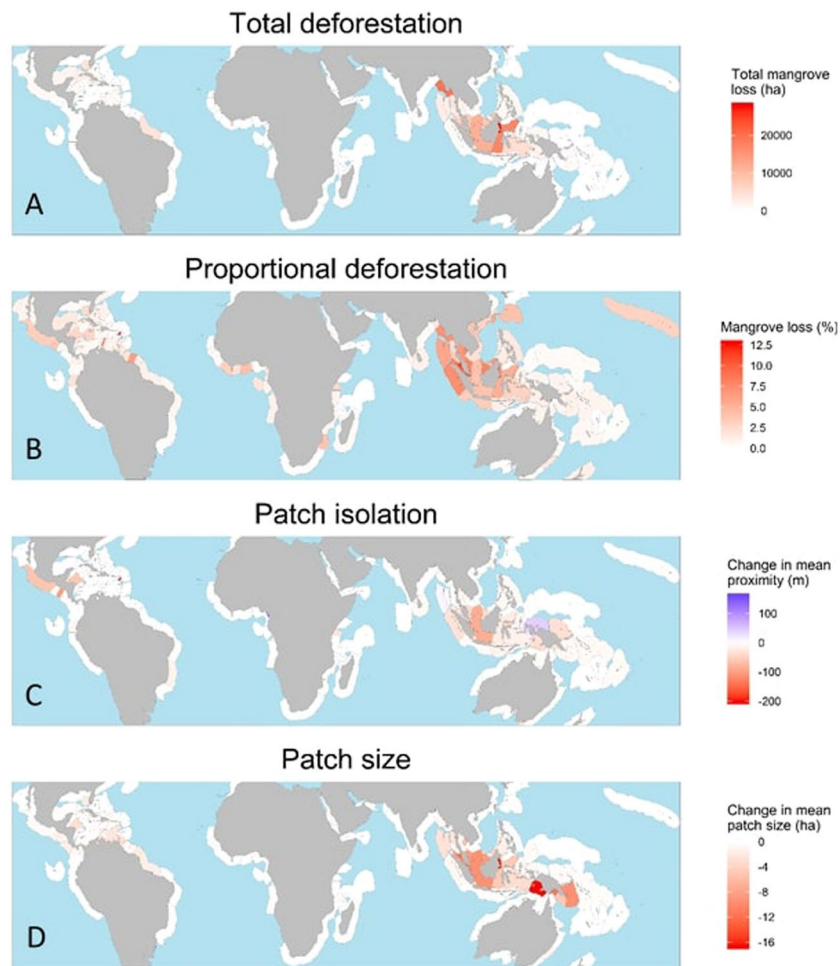 Total deforestation
Total mangrove
loss (ha)
20000
10000
0
A
Proportional deforestation
Mangrove loss (%)
12.5
10.0
7.5
5.0
2.5
0.0
B
Patch isolation
Change in mean
proximity (m)
100
0
-100
-200
C
Patch size
Change in mean
patch size (ha)
0
-4
-8
-12
-16
D